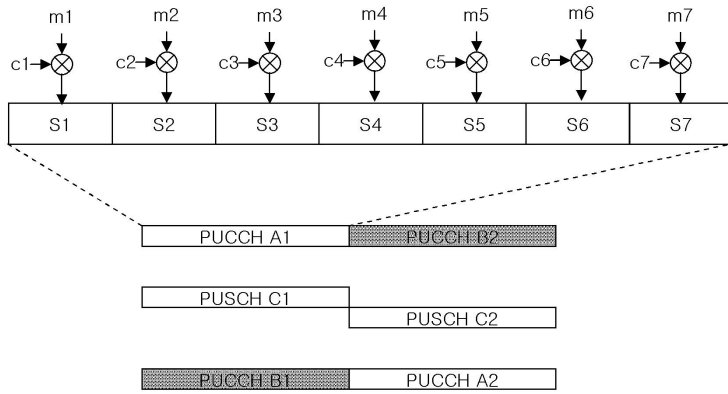 m1 m2 m3 m4 m5 m6 m7
c1 c2 c3 c4 c5 c6 c7
S1 S2 S3 S4 S5 S6 S7
PUCCH A1 PUCCH B2
PUSCH C1
PUSCH C2
PUCCH B1 PUCCH A2